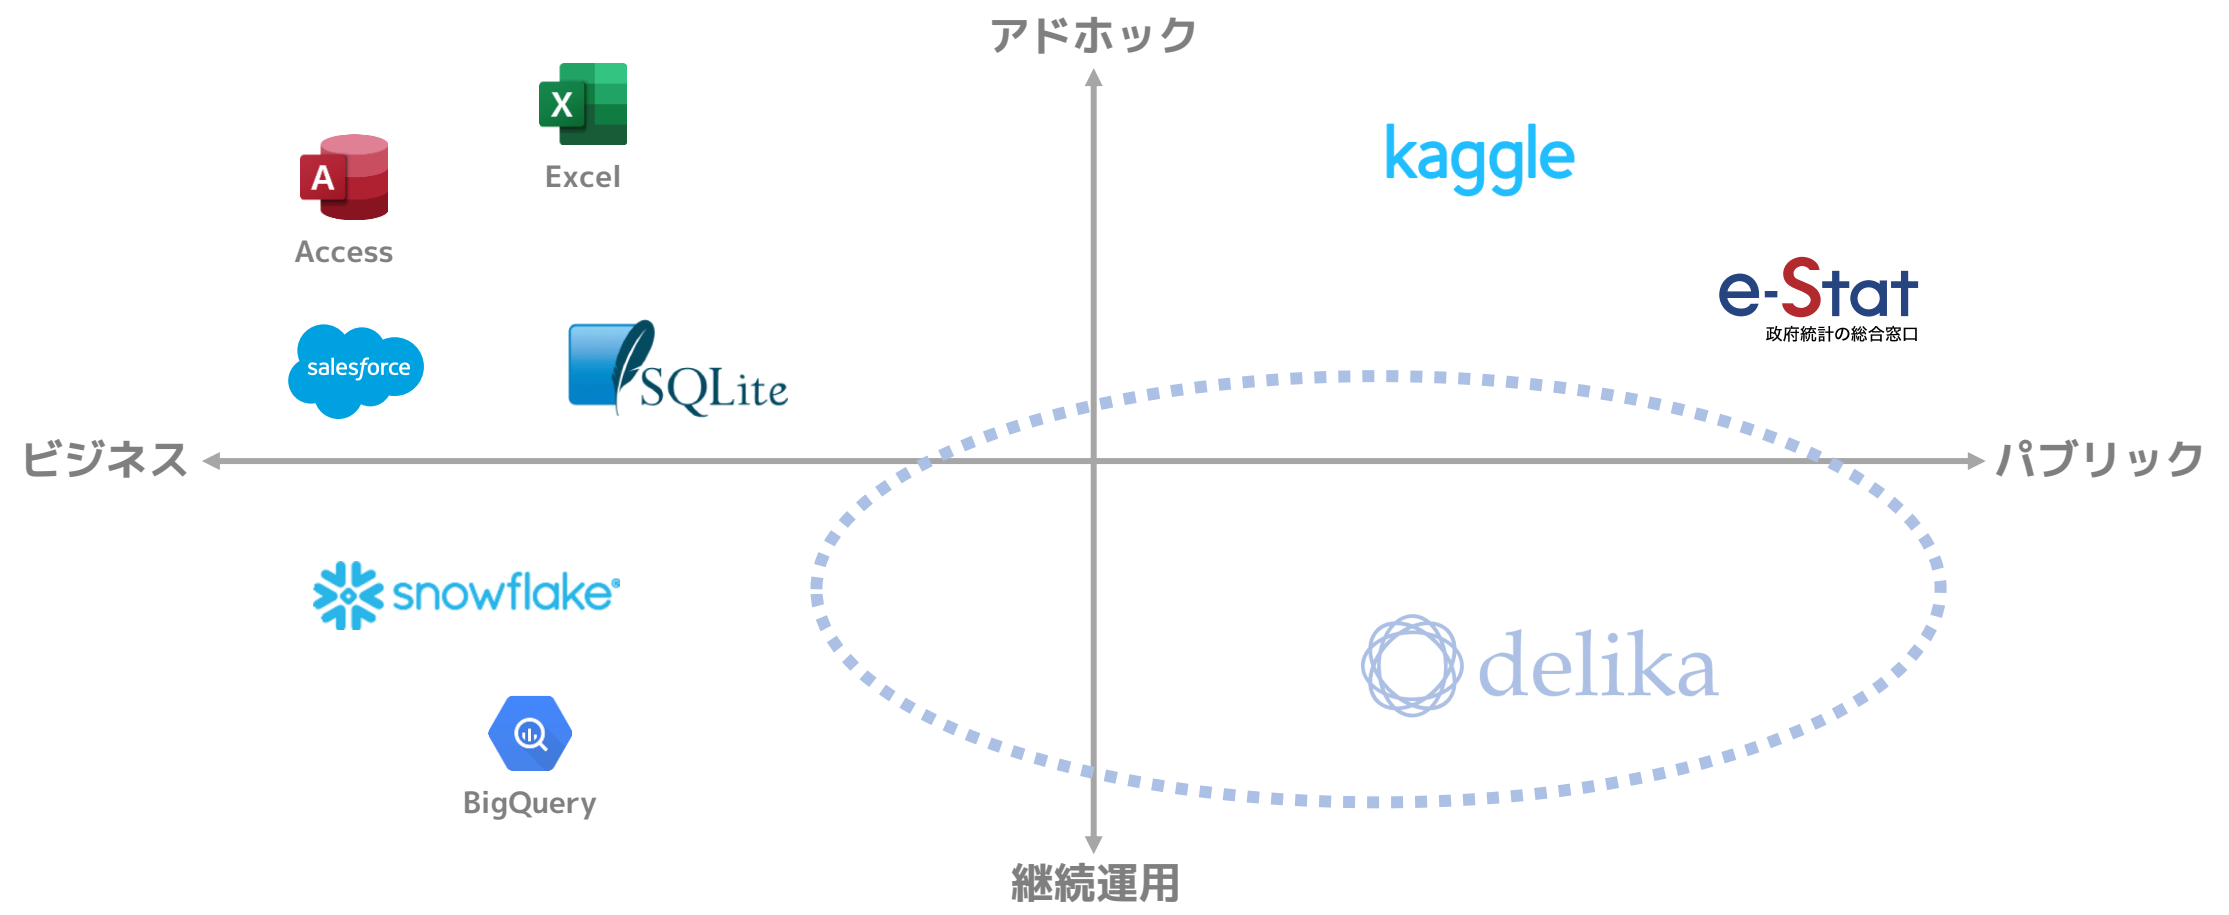 アドホック
X
Excel
kaggle
A
Access
e-Stat
政府統計の総合窓口
salesforce
SQLite
ビジネス
パブリック
snowflake®
delika
BigQuery
継続運用